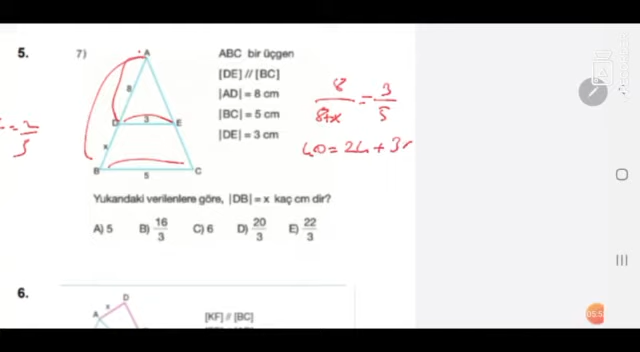 5.
7)
A
8
D
3
E
x
B
5
C
ABC bir üçgen
[DE] // [BC]
|AD| = 8 cm
|BC| = 5 cm
|DE| = 3 cm
8/8+x = 3/5
40 = 24 + 3x
= 2/5
Yukarıdaki verilenlere göre, |DB| = x kaç cm dir?
A) 5 B) 16/3 C) 6 D) 20/3 E) 22/3
6.
D
x
A
[KF] // [BC]